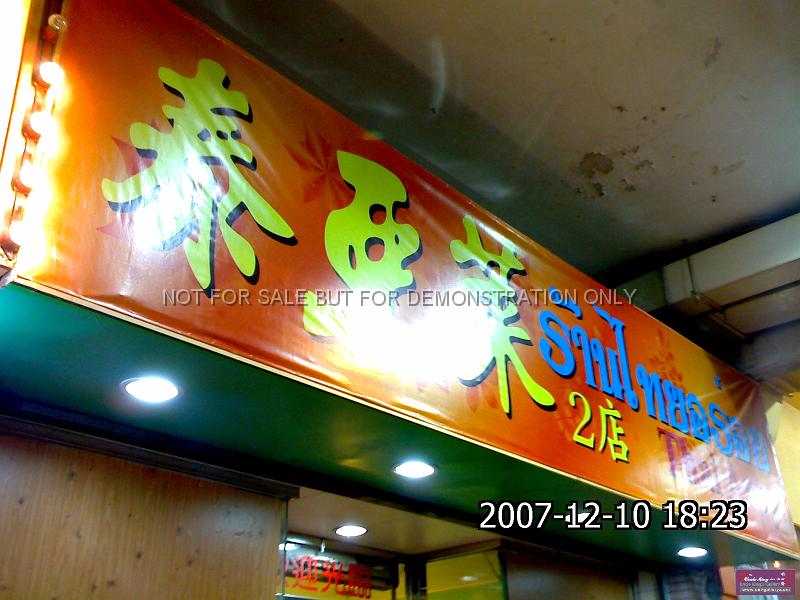 泰皇菜
ร้านไทยอร่อย
2店
NOT FOR SALE BUT FOR DEMONSTRATION ONLY
2007-12-10 18:23
迎光臨